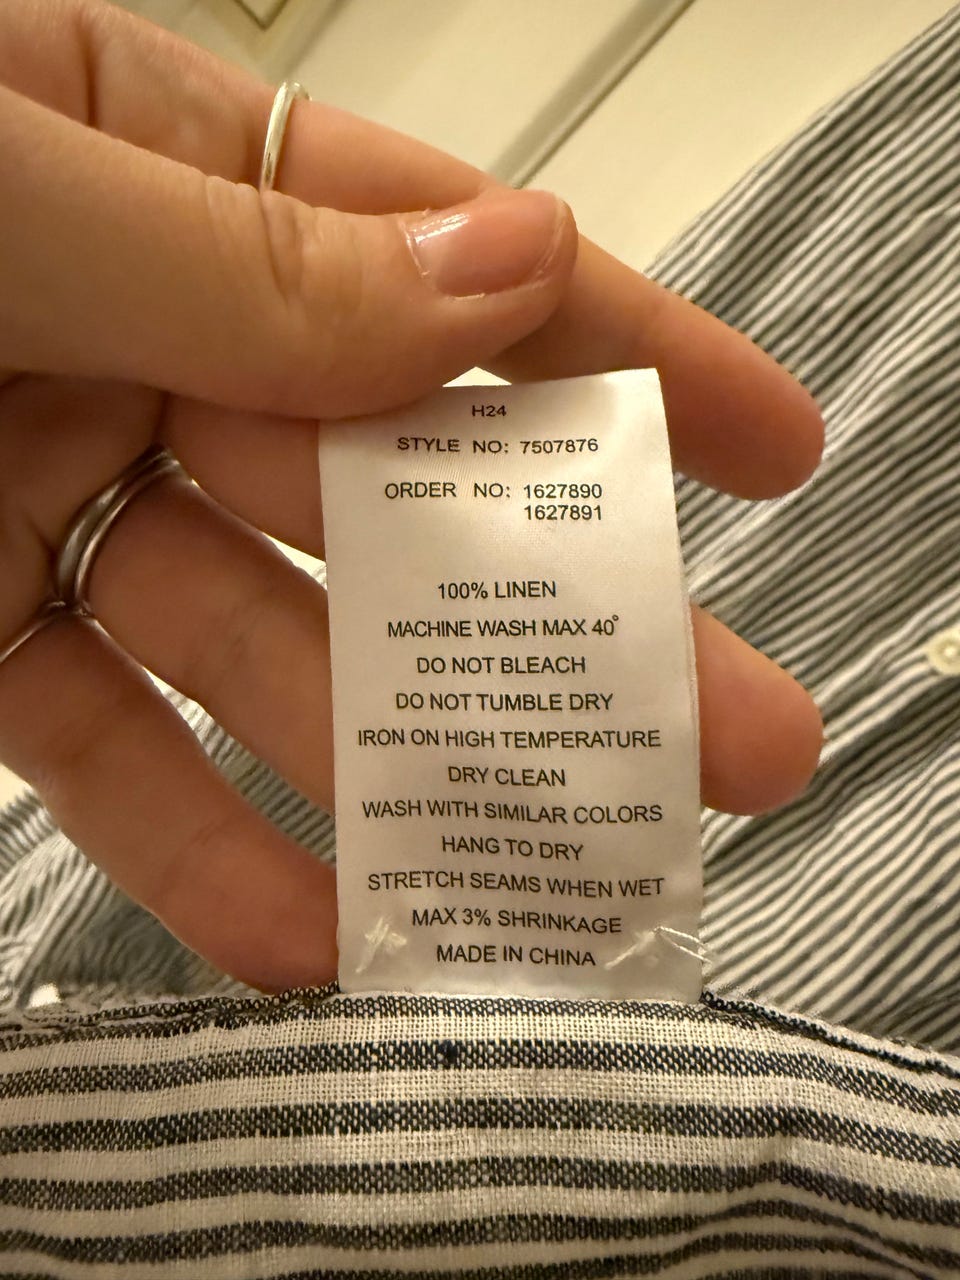 H24
STYLE NO: 7507876
ORDER NO: 1627890
1627891
100% LINEN
MACHINE WASH MAX 40°
DO NOT BLEACH
DO NOT TUMBLE DRY
IRON ON HIGH TEMPERATURE
DRY CLEAN
WASH WITH SIMILAR COLORS
HANG TO DRY
STRETCH SEAMS WHEN WET
MAX 3% SHRINKAGE
MADE IN CHINA